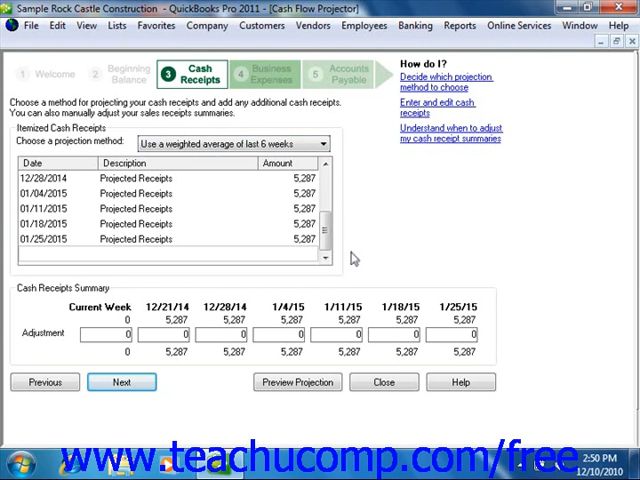 Sample Rock Castle Construction - QuickBooks Pro 2011 - [Cash Flow Projector]
File Edit View Lists Favorites Company Customers Vendors Employees Banking Reports Online Services Window Help
1 Welcome 2 Beginning Balance 3 Cash Receipts 4 Business Expenses 5 Accounts Payable
Choose a method for projecting your cash receipts and add any additional cash receipts.
You can also manually adjust your sales receipts summaries.
How do I?
Decide which projection
method to choose
Enter and edit cash
receipts
Understand when to adjust
my cash receipt summaries
Itemized Cash Receipts
Choose a projection method: Use a weighted average of last 6 weeks
Date Description Amount
12/28/2014 Projected Receipts 5,287
01/04/2015 Projected Receipts 5,287
01/11/2015 Projected Receipts 5,287
01/18/2015 Projected Receipts 5,287
01/25/2015 Projected Receipts 5,287
Cash Receipts Summary
Current Week 12/21/14 12/28/14 1/4/15 1/11/15 1/18/15 1/25/15
0 5,287 5,287 5,287 5,287 5,287 5,287
Adjustment 0 0 0 0 0 0 0
0 5,287 5,287 5,287 5,287 5,287 5,287
Previous Next Preview Projection Close Help
www.teachucomp.com/free
2:50 PM
12/10/2010